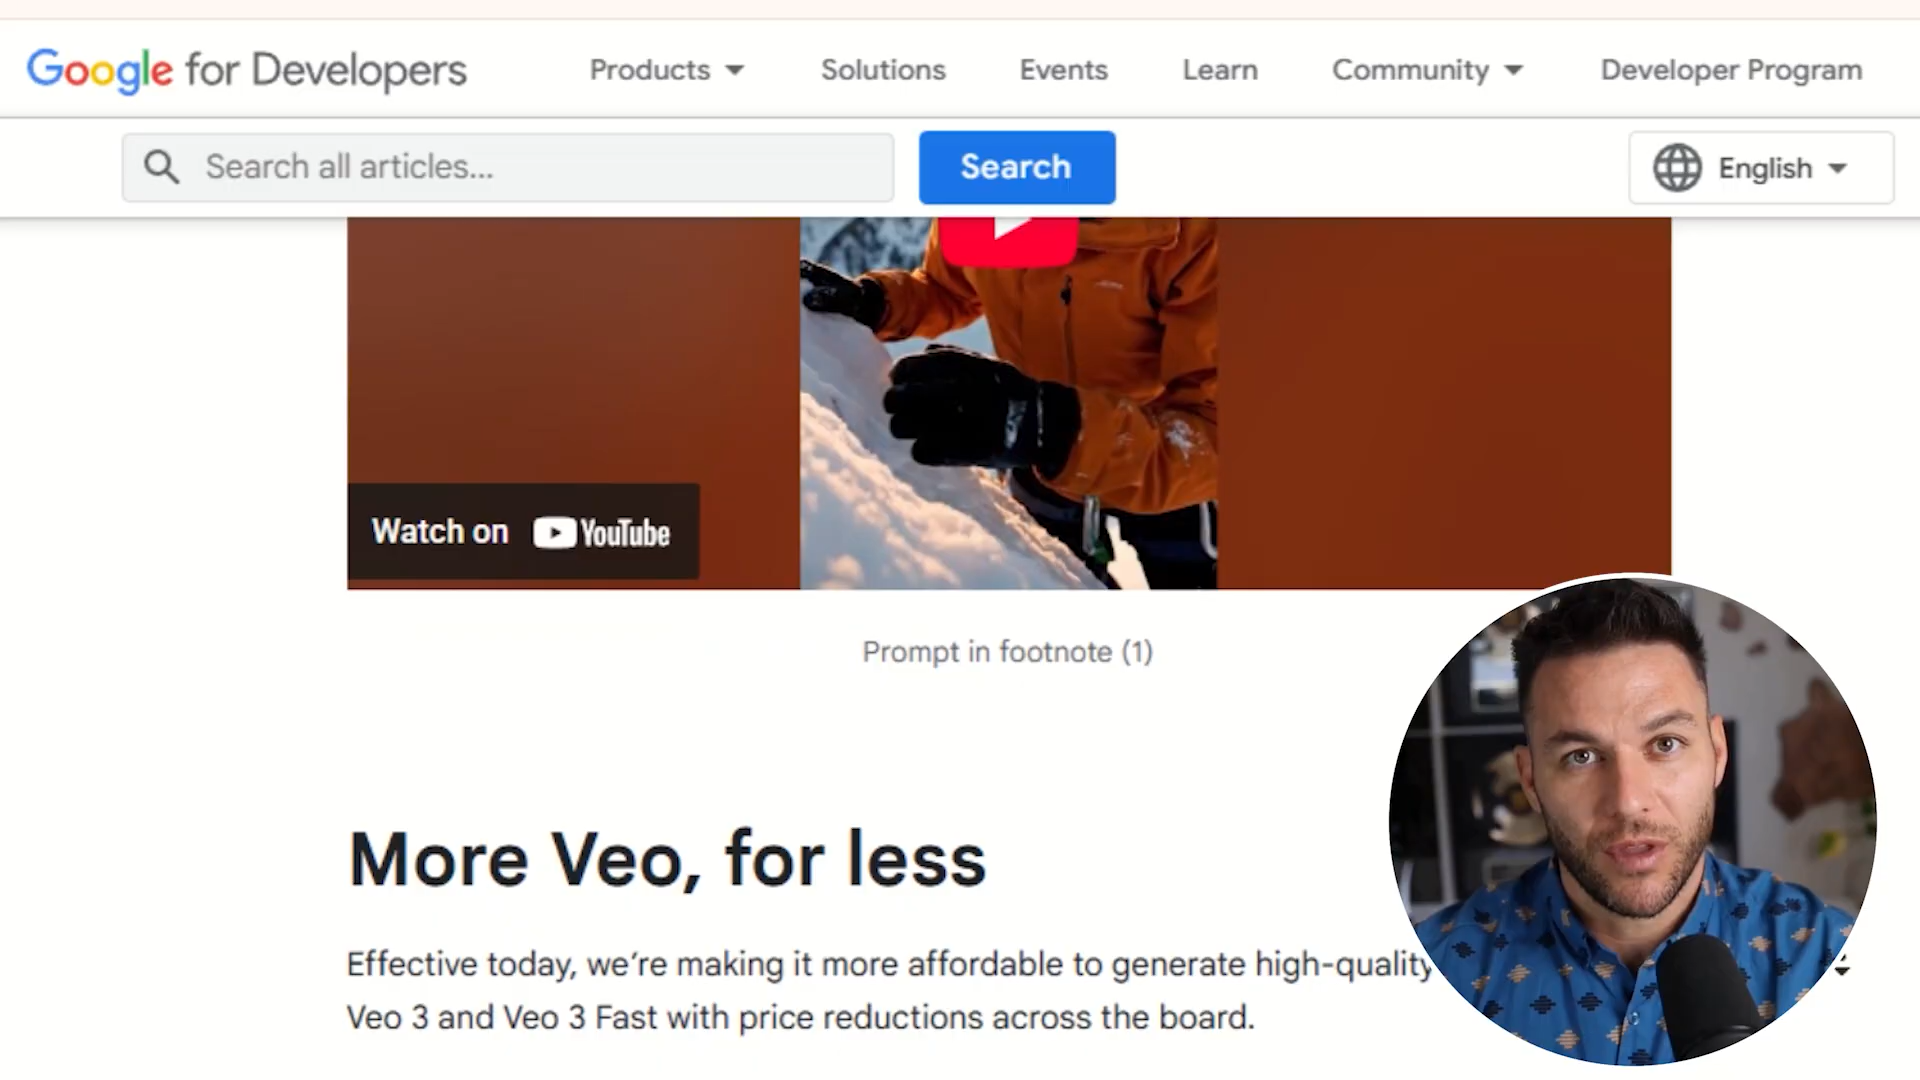 Google for Developers
Products
Solutions
Events
Learn
Community
Developer Program
Search all articles...
Search
English
Watch on YouTube
Prompt in footnote (1)
More Veo, for less
Effective today, we're making it more affordable to generate high-quality
Veo 3 and Veo 3 Fast with price reductions across the board.